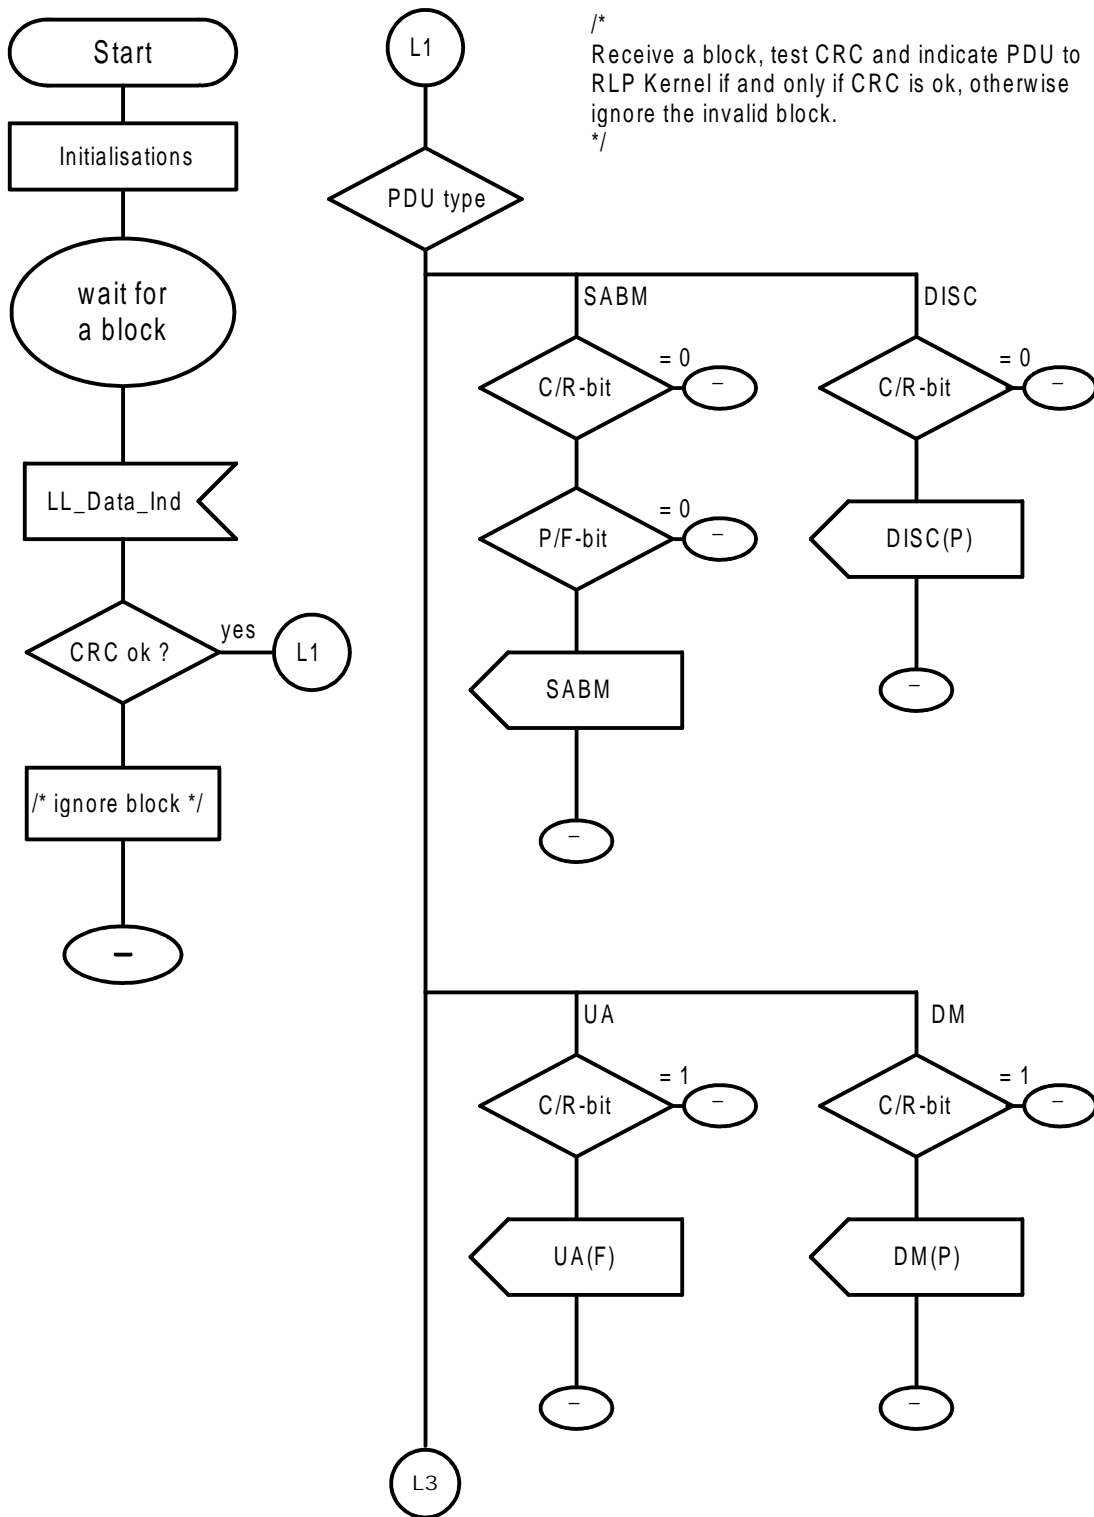 Start
Initialisations
wait for
a block
LL_Data_Ind
CRC ok ?
yes
L1
/* ignore block */
–
L1
/*
Receive a block, test CRC and indicate PDU to
RLP Kernel if and only if CRC is ok, otherwise
ignore the invalid block.
*/
PDU type
SABM
C/R-bit
= 0
–
P/F-bit
= 0
–
SABM
–
DISC
C/R-bit
= 0
–
DISC(P)
–
UA
C/R-bit
= 1
–
UA(F)
–
DM
C/R-bit
= 1
–
DM(P)
–
L3